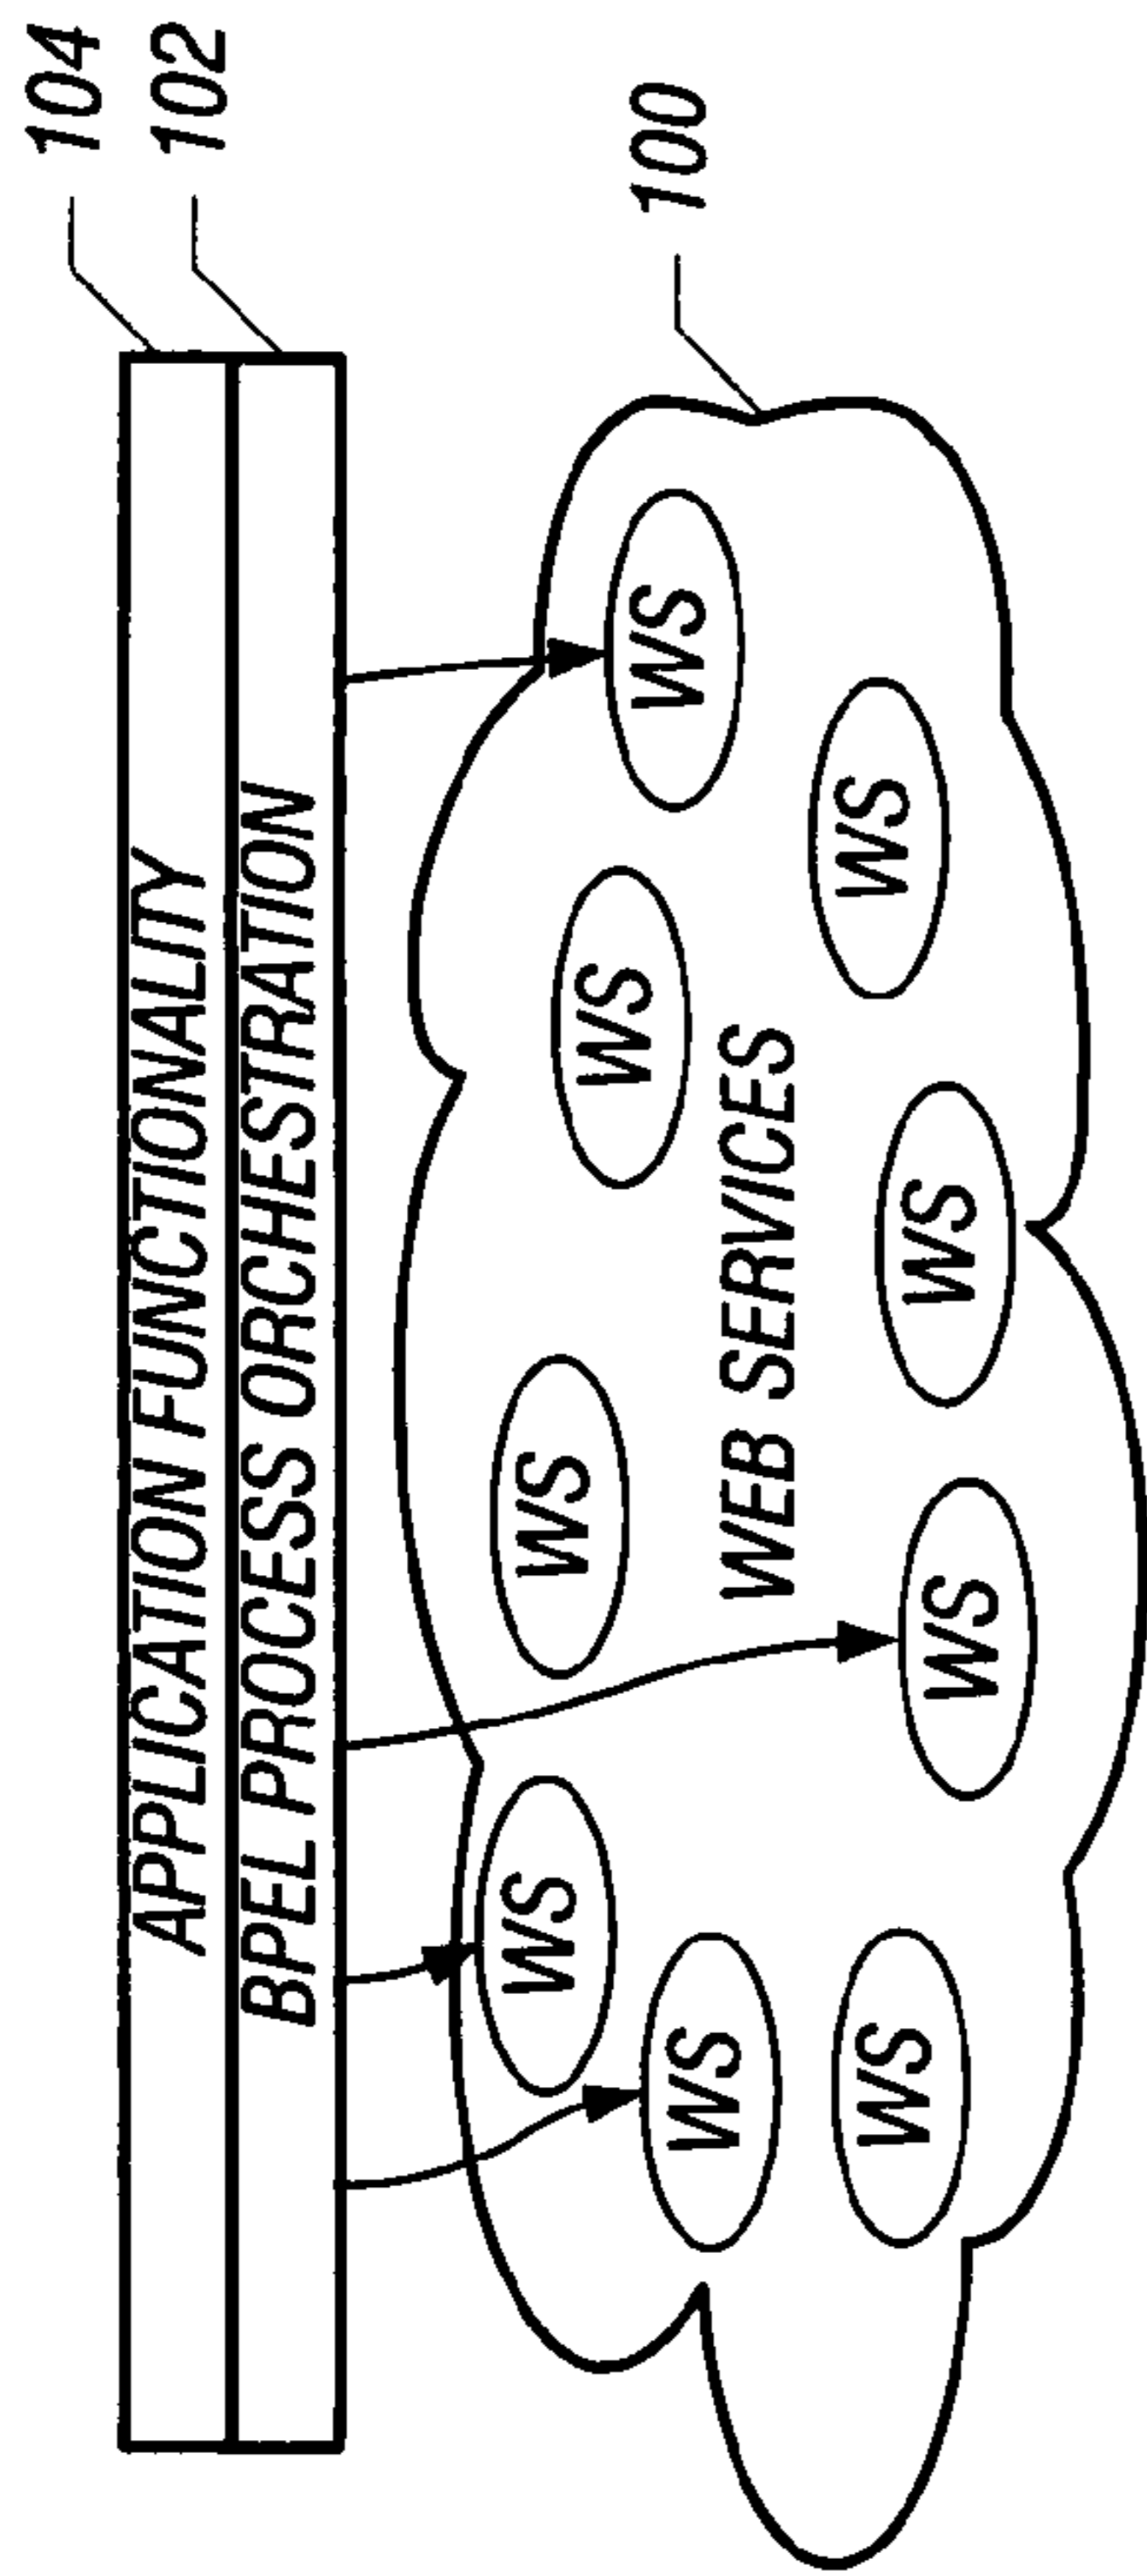 104
102
APPLICATION FUNCTIONALITY
BPEL PROCESS ORCHESTRATION
100
WS
WS
WS
WS
WS
WEB SERVICES
WS
WS
WS
WS